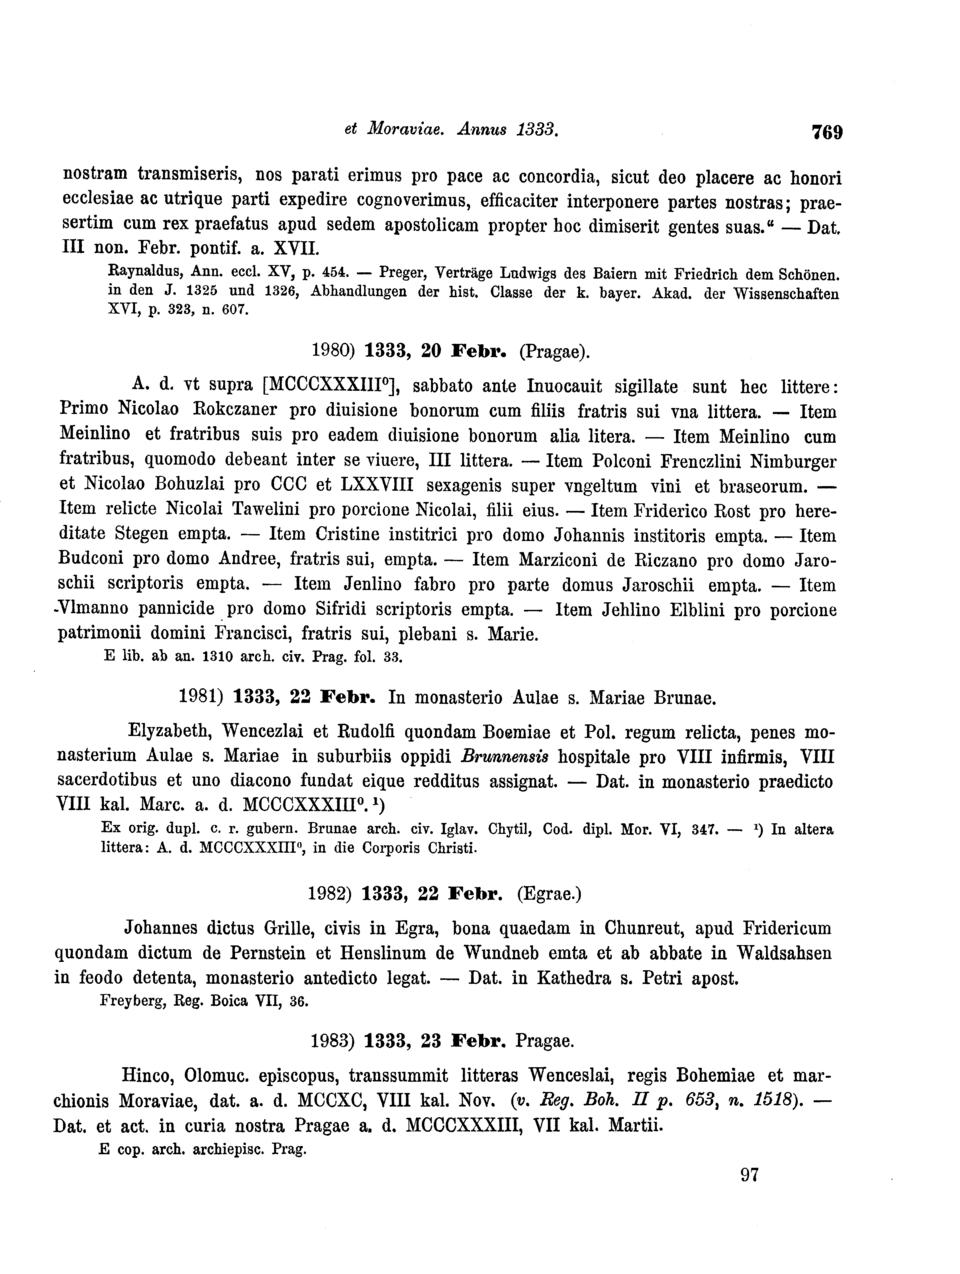 et Moraviae. Annus 1333. 769
nostram transmiseris, nos parati erimus pro pace ac concordia, sicut deo placere ac honori
ecclesiae ac utrique parti expedire cognoverimus, efficaciter interponere partes nostras; prae-
sertim cum rex praefatus apud sedem apostolicam propter hoc dimiserit gentes suas.“ — Dat.
III non. Febr. pontif. a. XVII.
Raynaldus, Ann. eccl. XV, p. 454. — Preger, Verträge Ludwigs des Baiern mit Friedrich dem Schönen.
in den J. 1325 und 1326, Abhandlungen der hist. Classe der k. bayer. Akad. der Wissenschaften
XVI, p. 323, n. 607.
1980) 1333, 20 Febr. (Pragae).
A. d. vt supra [MCCCXXXIII⁰], sabbato ante Inuocauit sigillate sunt hec littere:
Primo Nicolao Rokczaner pro diuisione bonorum cum filiis fratris sui vna littera. — Item
Meinlino et fratribus suis pro eadem diuisione bonorum alia litera. — Item Meinlino cum
fratribus, quomodo debeant inter se viuere, III littera. — Item Polconi Frenczlini Nimburger
et Nicolao Bohuzlai pro CCC et LXXVIII sexagenis super vngeltum vini et braseorum. —
Item relicte Nicolai Tawelini pro porcione Nicolai, filii eius. — Item Friderico Rost pro here-
ditate Stegen empta. — Item Cristine institrici pro domo Johannis institoris empta. — Item
Budconi pro domo Andree, fratris sui, empta. — Item Marziconi de Riczano pro domo Jaro-
schii scriptoris empta. — Item Jenlino fabro pro parte domus Jaroschii empta. — Item
Vlmanno pannicide pro domo Sifridi scriptoris empta. — Item Jehlino Elblini pro porcione
patrimonii domini Francisci, fratris sui, plebani s. Marie.
E lib. ab an. 1310 arch. civ. Prag. fol. 33.
1981) 1333, 22 Febr. In monasterio Aulae s. Mariae Brunae.
Elyzabeth, Wencezlai et Rudolfi quondam Boemiae et Pol. regum relicta, penes mo-
nasterium Aulae s. Mariae in suburbiis oppidi Brunnensis hospitale pro VIII infirmis, VIII
sacerdotibus et uno diacono fundat eique redditus assignat. — Dat. in monasterio praedicto
VIII kal. Marc. a. d. MCCCXXXIII⁰. ¹)
Ex orig. dupl. c. r. gubern. Brunae arch. civ. Iglav. Chytil, Cod. dipl. Mor. VI, 347. — ¹) In altera
littera: A. d. MCCCXXXIII⁰, in die Corporis Christi.
1982) 1333, 22 Febr. (Egrae.)
Johannes dictus Grille, civis in Egra, bona quaedam in Chunreut, apud Fridericum
quondam dictum de Pernstein et Henslinum de Wundneb emta et ab abbate in Waldsahsen
in feodo detenta, monasterio antedicto legat. — Dat. in Kathedra s. Petri apost.
Freyberg, Reg. Boica VII, 36.
1983) 1333, 23 Febr. Pragae.
Hinco, Olomuc. episcopus, transsummit litteras Wenceslai, regis Bohemiae et mar-
chionis Moraviae, dat. a. d. MCCXC, VIII kal. Nov. (v. Reg. Boh. II p. 653, n. 1518). —
Dat. et act. in curia nostra Pragae a. d. MCCCXXXIII, VII kal. Martii.
E cop. arch. archiepisc. Prag.
97